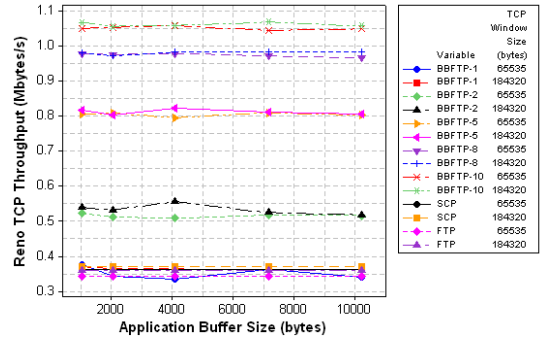 1.1
1.0
0.9
0.8
0.7
0.6
0.5
0.4
0.3
Reno TCP Throughput (Mbytes/s)
2000 4000 6000 8000 10000
Application Buffer Size (bytes)
TCP
Window
Size
Variable (bytes)
BBFTP-1 65535
BBFTP-1 184320
BBFTP-2 65535
BBFTP-2 184320
BBFTP-5 65535
BBFTP-5 184320
BBFTP-8 65535
BBFTP-8 184320
BBFTP-10 65535
BBFTP-10 184320
SCP 65535
SCP 184320
FTP 65535
FTP 184320